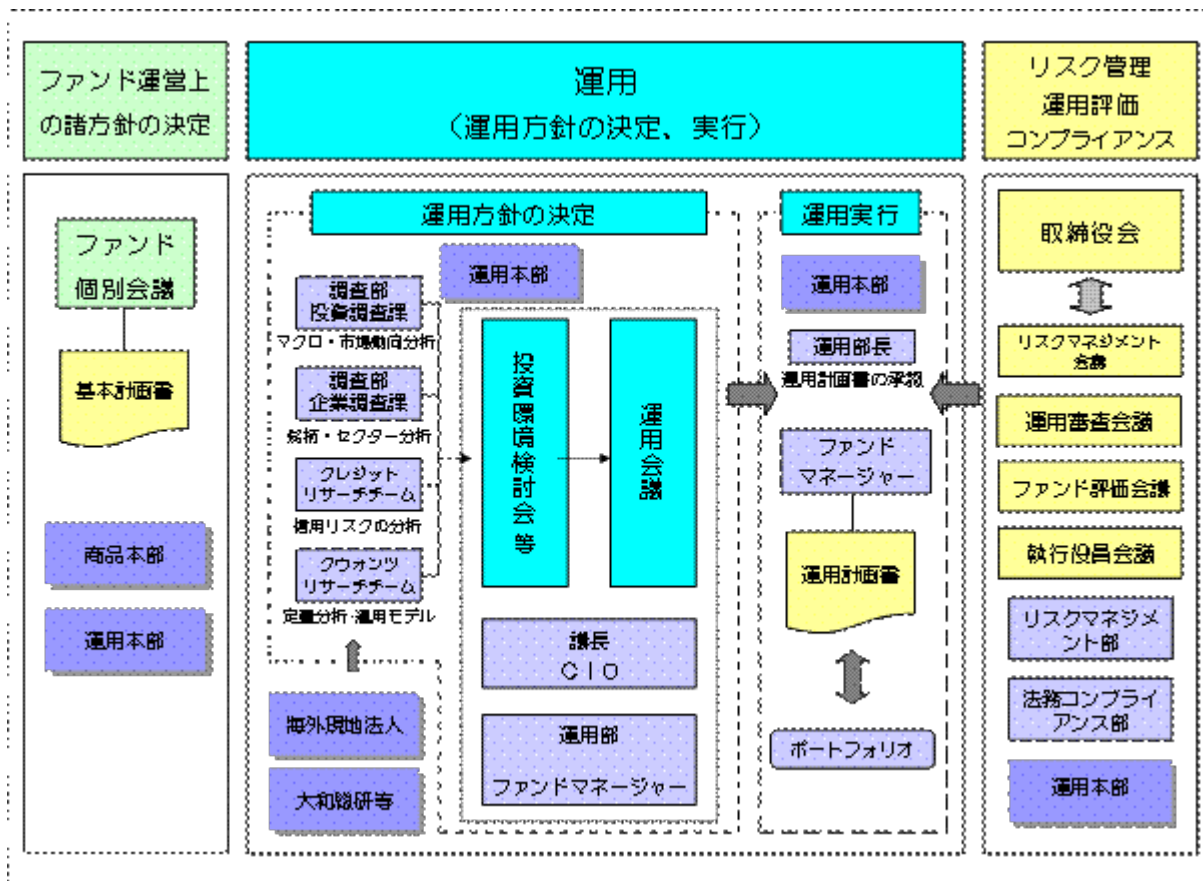 ファンド運営上
の諸方針の決定
運用
（運用方針の決定、実行）
リスク管理
運用評価
コンプライアンス
ファンド
個別会議
基本計画書
商品本部
運用本部
運用方針の決定
運用本部
調査部
投資調査課
マクロ・市場動向分析
調査部
企業調査課
銘柄・セクター分析
クレジット
リサーチチーム
信用リスクの分析
クウォンツ
リサーチチーム
定量分析・運用モデル
海外現地法人
大和総研等
投資環境検討会 等
運用会議
議長
ＣＩＯ
運用部
ファンドマネージャー
運用実行
運用本部
運用部長
運用計画書の承認
ファンド
マネージャー
運用計画書
ポートフォリオ
取締役会
リスクマネジメント
会議
運用審査会議
ファンド評価会議
執行役員会議
リスクマネジメ
ント部
法務コンプライ
アンス部
運用本部